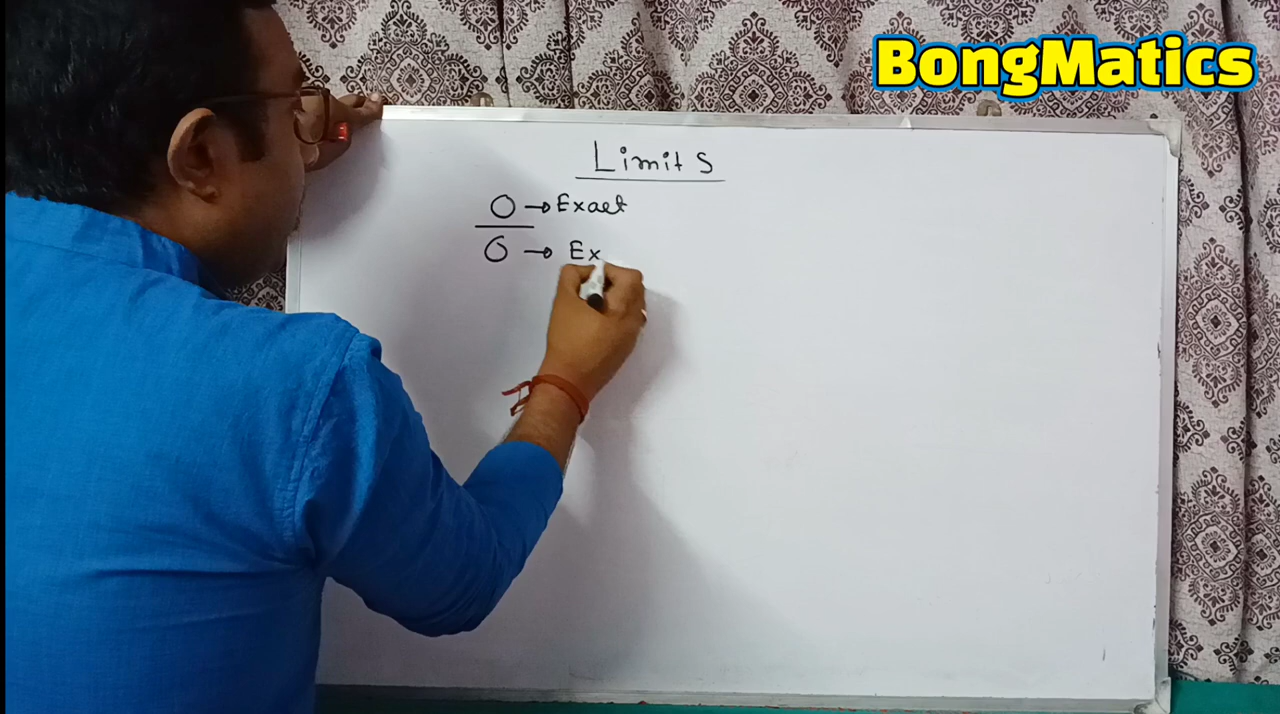 BongMatics
Limits
0 → Exact
0 → Ex